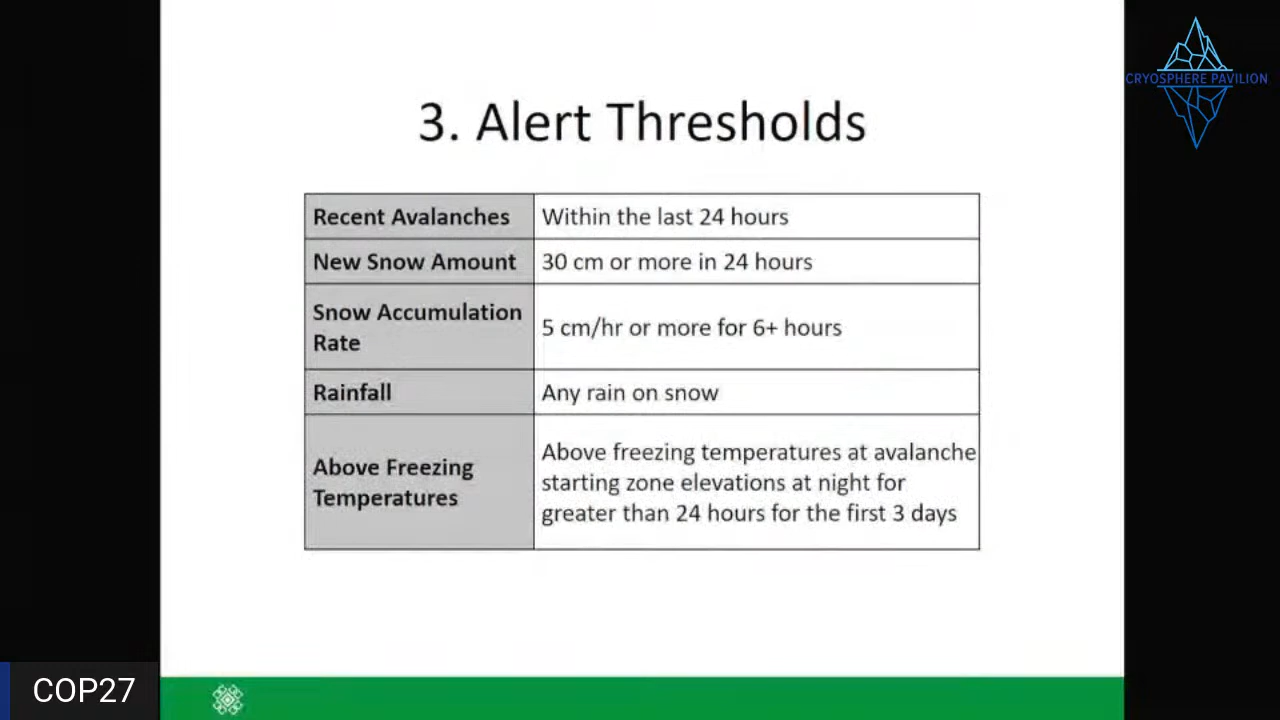 CRYOSPHERE PAVILION
3. Alert Thresholds
Recent Avalanches
Within the last 24 hours
New Snow Amount
30 cm or more in 24 hours
Snow Accumulation
Rate
5 cm/hr or more for 6+ hours
Rainfall
Any rain on snow
Above Freezing
Temperatures
Above freezing temperatures at avalanche
starting zone elevations at night for
greater than 24 hours for the first 3 days
COP27